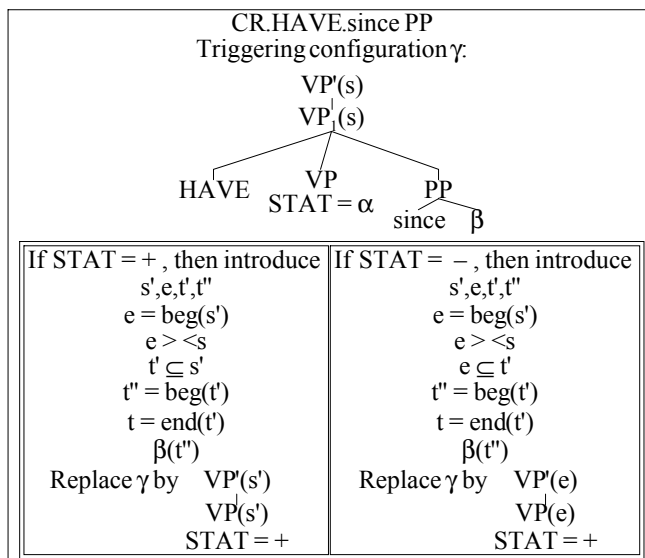 CR.HAVE.since PP
Triggering configuration γ:
VP'(s)
VP₁(s)
HAVE VP PP
STAT = α since β
If STAT = + , then introduce
s',e,t',t''
e = beg(s')
e > <s
t' ⊆ s'
t'' = beg(t')
t = end(t')
β(t'')
Replace γ by VP'(s')
VP(s')
STAT = +
If STAT = − , then introduce
s',e,t',t''
e = beg(s')
e > <s
e ⊆ t'
t'' = beg(t')
t = end(t')
β(t'')
Replace γ by VP'(e)
VP(e)
STAT = +